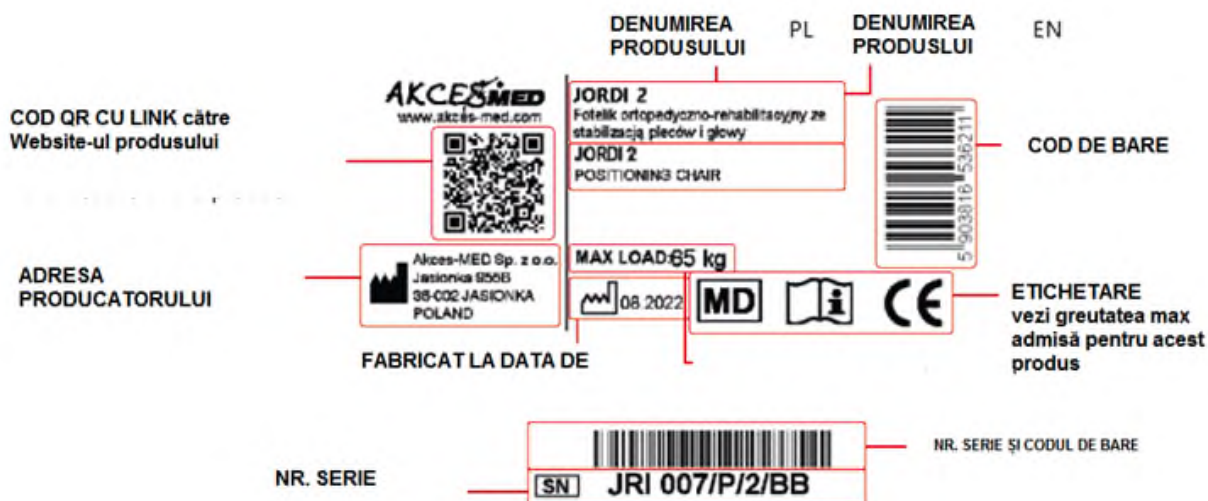 DENUMIREA
PRODUSULUI
PL
DENUMIREA
PRODUSLUI
EN
COD QR CU LINK către
Website-ul produsului
AKCESMED
www.akces-med.com
JORDI 2
Fotelik ortopedyczno-rehabilitacyjny ze
stabilizacją pleców i głowy
JORDI 2
POSITIONING CHAIR
5 903816 536211
COD DE BARE
ADRESA
PRODUCATORULUI
Akces-MED Sp. z o.o.
Jasionka 955B
36-002 JASIONKA
POLAND
MAX LOAD:65 kg
08.2022
MD
i
CE
ETICHETARE
vezi greutatea max
admisă pentru acest
produs
FABRICAT LA DATA DE
NR. SERIE ȘI CODUL DE BARE
NR. SERIE
SN JRI 007/P/2/BB